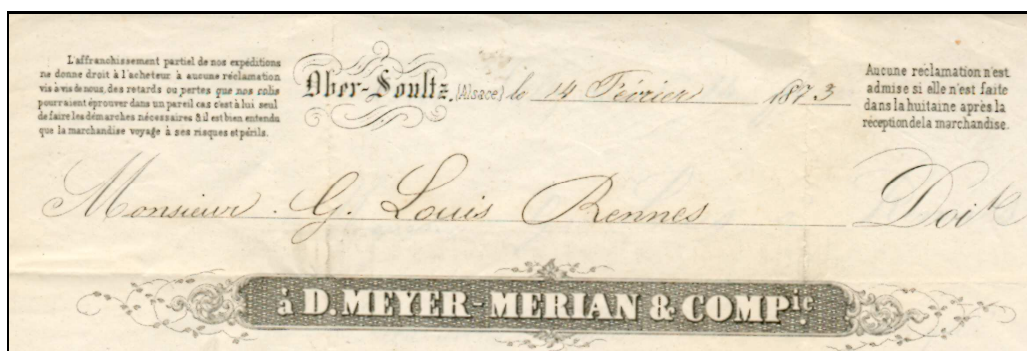 L'affranchissement partiel de nos expéditions
ne donne droit à l'acheteur à aucune réclamation
vis à vis de nous, des retards ou pertes que nos colis
pourraient éprouver dans un pareil cas c'est à lui seul
de faire les démarches nécessaires & il est bien entendu
que la marchandise voyage à ses risques et périls.
Ober-Soultz, (Alsace) le 14 Février 1873
Aucune réclamation n'est
admise si elle n'est faite
dans la huitaine après la
réception de la marchandise.
Monsieur G. Louis Rennes Doit
à D. MEYER-MERIAN & COMPie.